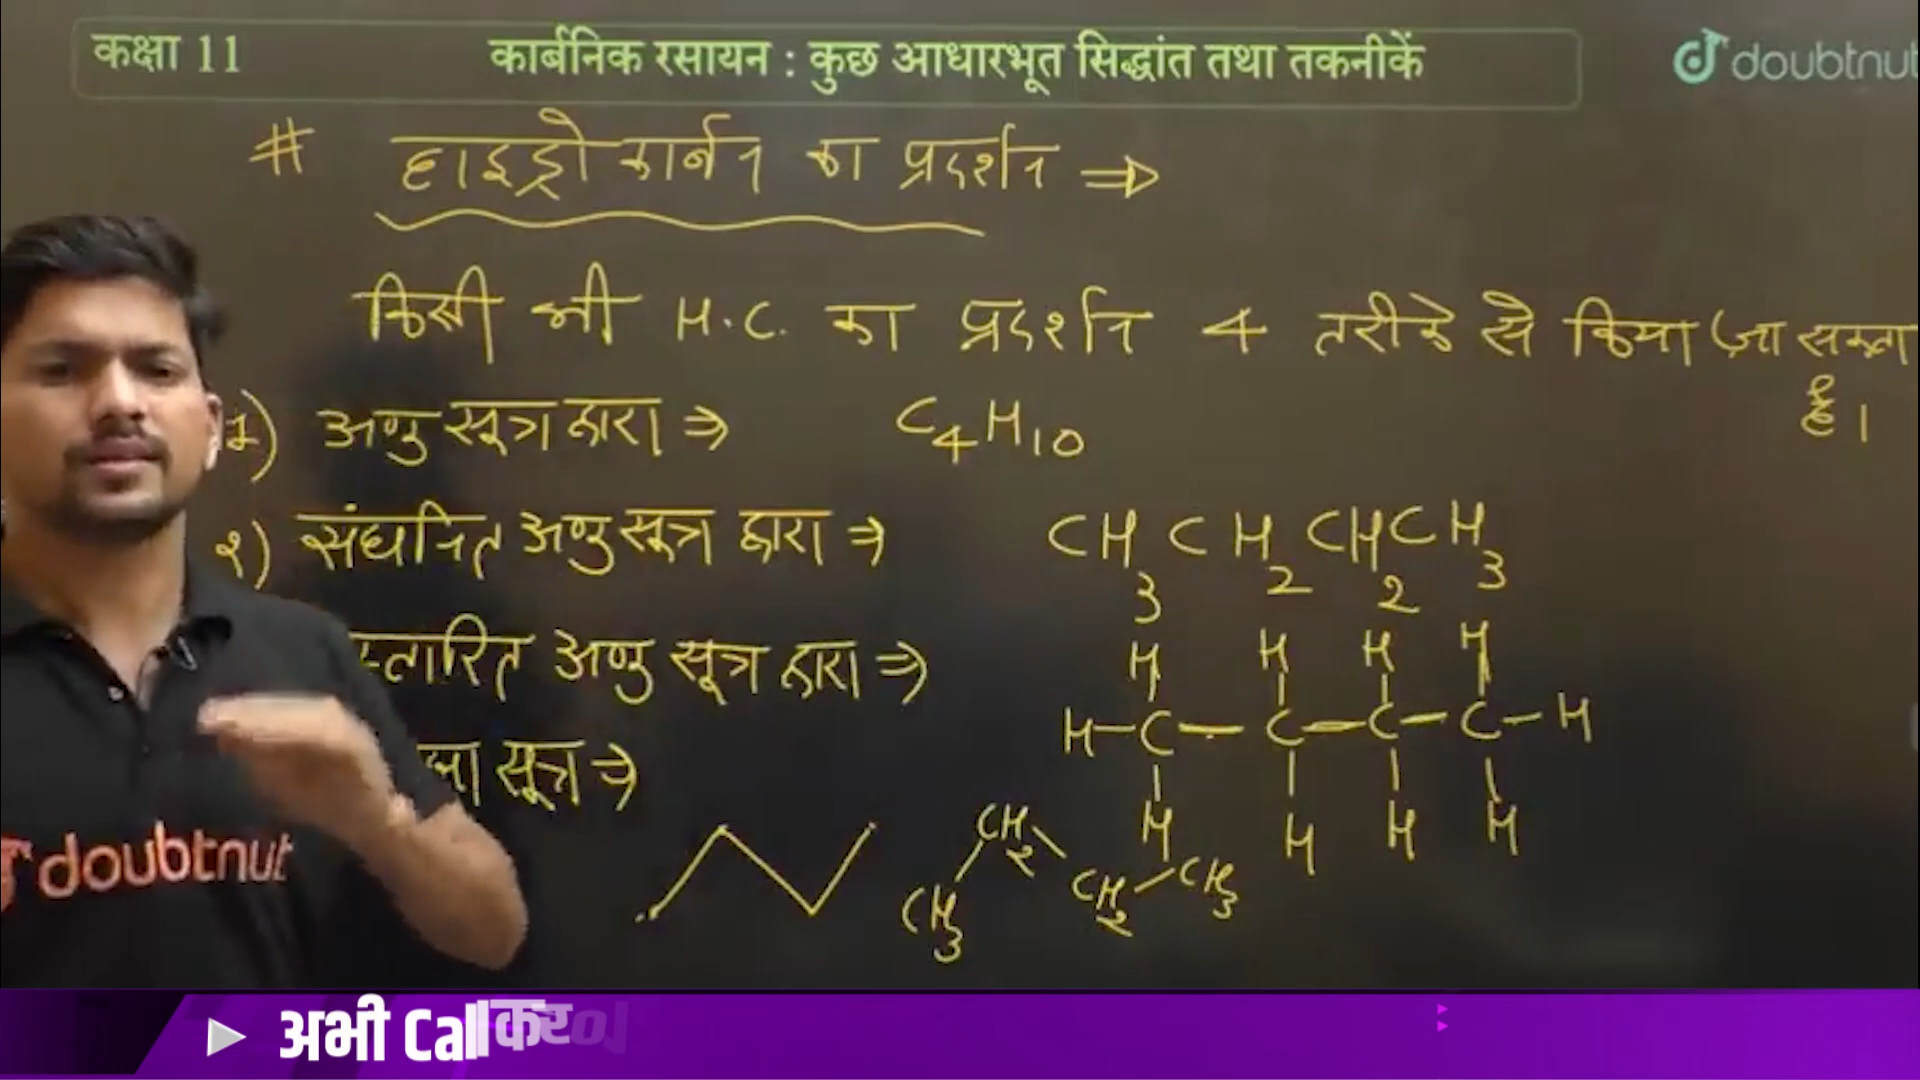 कक्षा 11
कार्बनिक रसायन : कुछ आधारभूत सिद्धांत तथा तकनीकें
doubtnut
# हाइड्रोकार्बन का प्रदर्शन ⇒
किसी भी H.C. का प्रदर्शन 4 तरीके से किया जा सकता
है।
1) अणु सूत्र द्वारा ⇒ C4H10
२) संघनित अणु सूत्र द्वारा ⇒ CH3CH2CH2CH3
स्तारित अणु सूत्र द्वारा ⇒
H H H H
H-C-C-C-C-H
H H H H
सूत्र ⇒
CH3 CH2 CH2 CH3
doubtnut
अभी Call कर